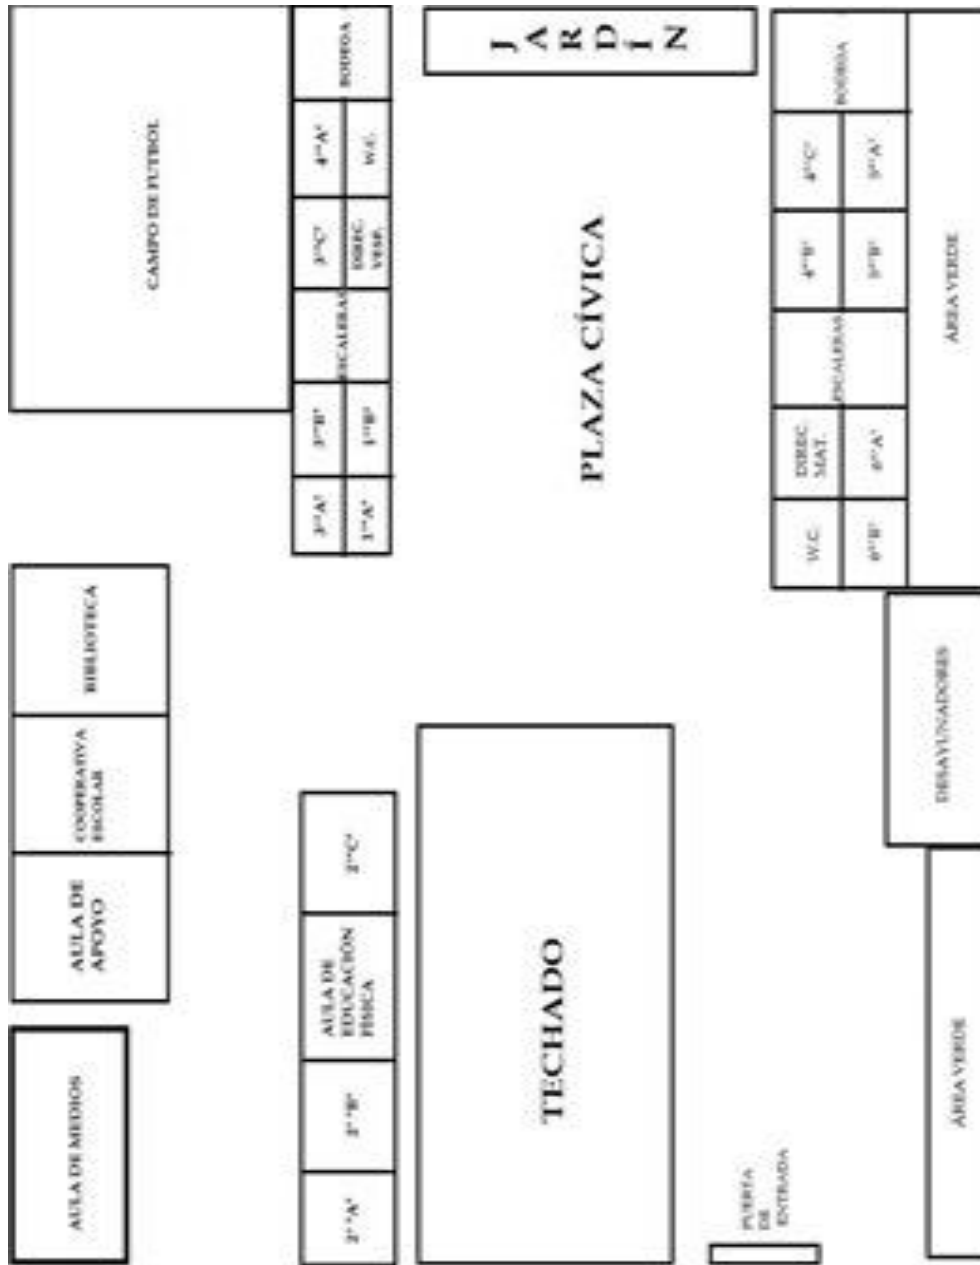 AULA DE MEDIOS
AULA DE
APOYO
COOPERATIVA
ESCOLAR
BIBLIOTECA
CAMPO DE FUTBOL
2°"A"
2°"B"
AULA DE
EDUCACIÓN
FÍSICA
2°"C"
3°"A"
3°"B"
ESCALERAS
3°"C"
4°"A"
BODEGA
1°"A"
1°"B"
DIREC.
VESP.
W.C.
TECHADO
PLAZA CÍVICA
JARDÍN
PUERTA
DE
ENTRADA
W.C.
DIREC.
MAT.
ESCALERAS
4°"B"
4°"C"
BODEGA
6°"B"
6°"A"
5°"B"
5°"A"
ÁREA VERDE
DESAYUNADORES
ÁREA VERDE